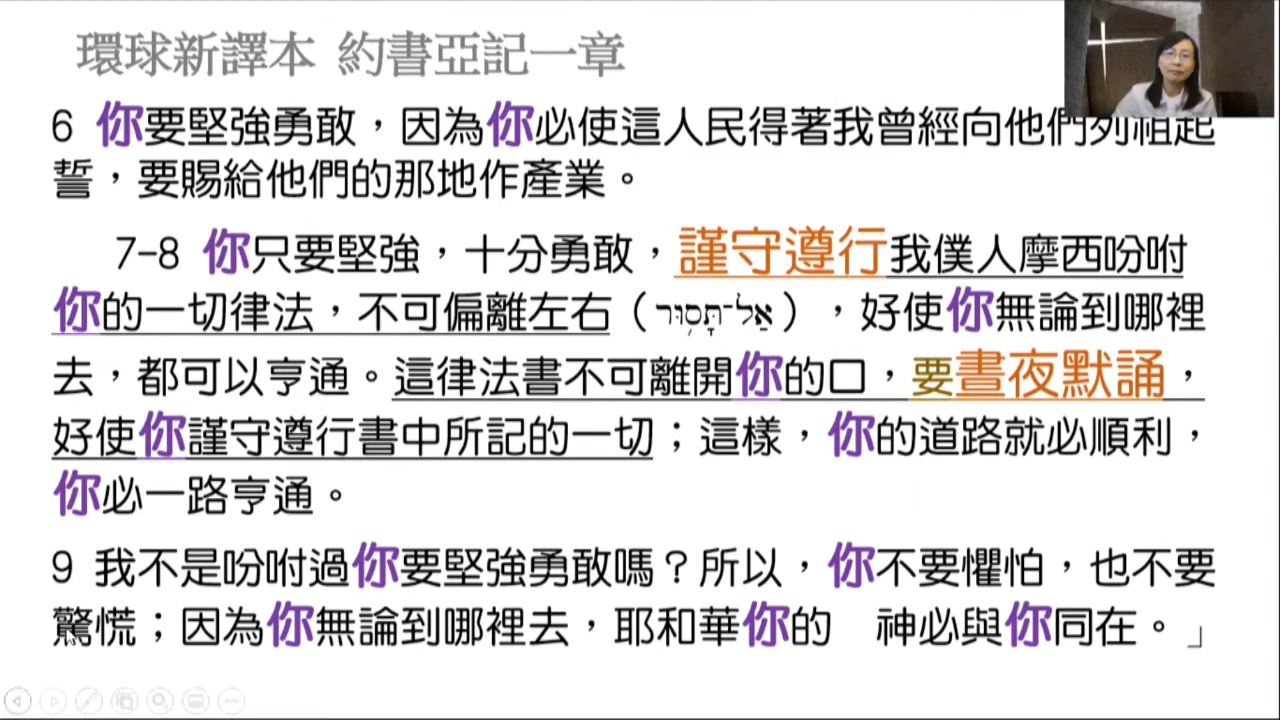 環球新譯本 約書亞記一章
6 你要堅強勇敢，因為你必使這人民得著我曾經向他們列祖起
誓，要賜給他們的那地作產業。
7-8 你只要堅強，十分勇敢，謹守遵行我僕人摩西吩咐
你的一切律法，不可偏離左右（אַל־תָּס֥וּר），好使你無論到哪裡
去，都可以亨通。這律法書不可離開你的口，要晝夜默誦，
好使你謹守遵行書中所記的一切；這樣，你的道路就必順利，
你必一路亨通。
9 我不是吩咐過你要堅強勇敢嗎？所以，你不要懼怕，也不要
驚慌；因為你無論到哪裡去，耶和華你的　神必與你同在。」